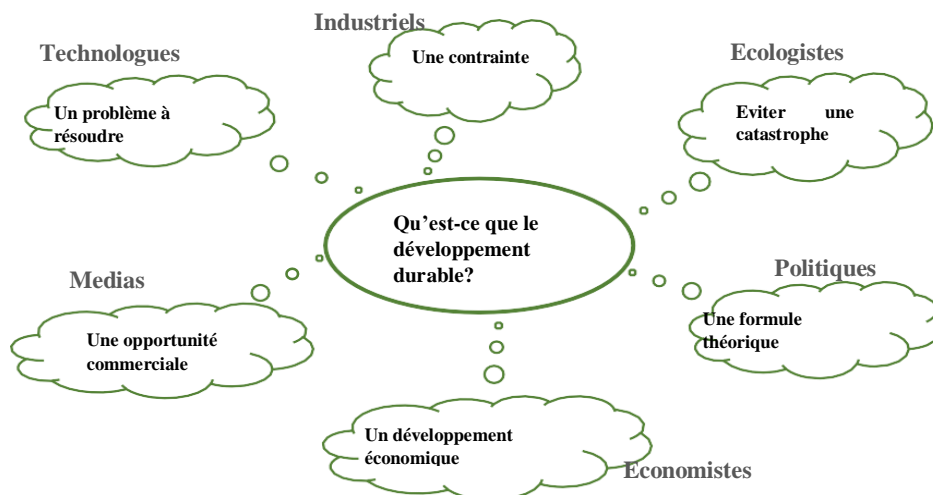 Industriels
Une contrainte
Technologues
Un problème à
résoudre
Ecologistes
Eviter une
catastrophe
Qu’est-ce que le
développement
durable?
Medias
Une opportunité
commerciale
Politiques
Une formule
théorique
Un développement
économique
Economistes